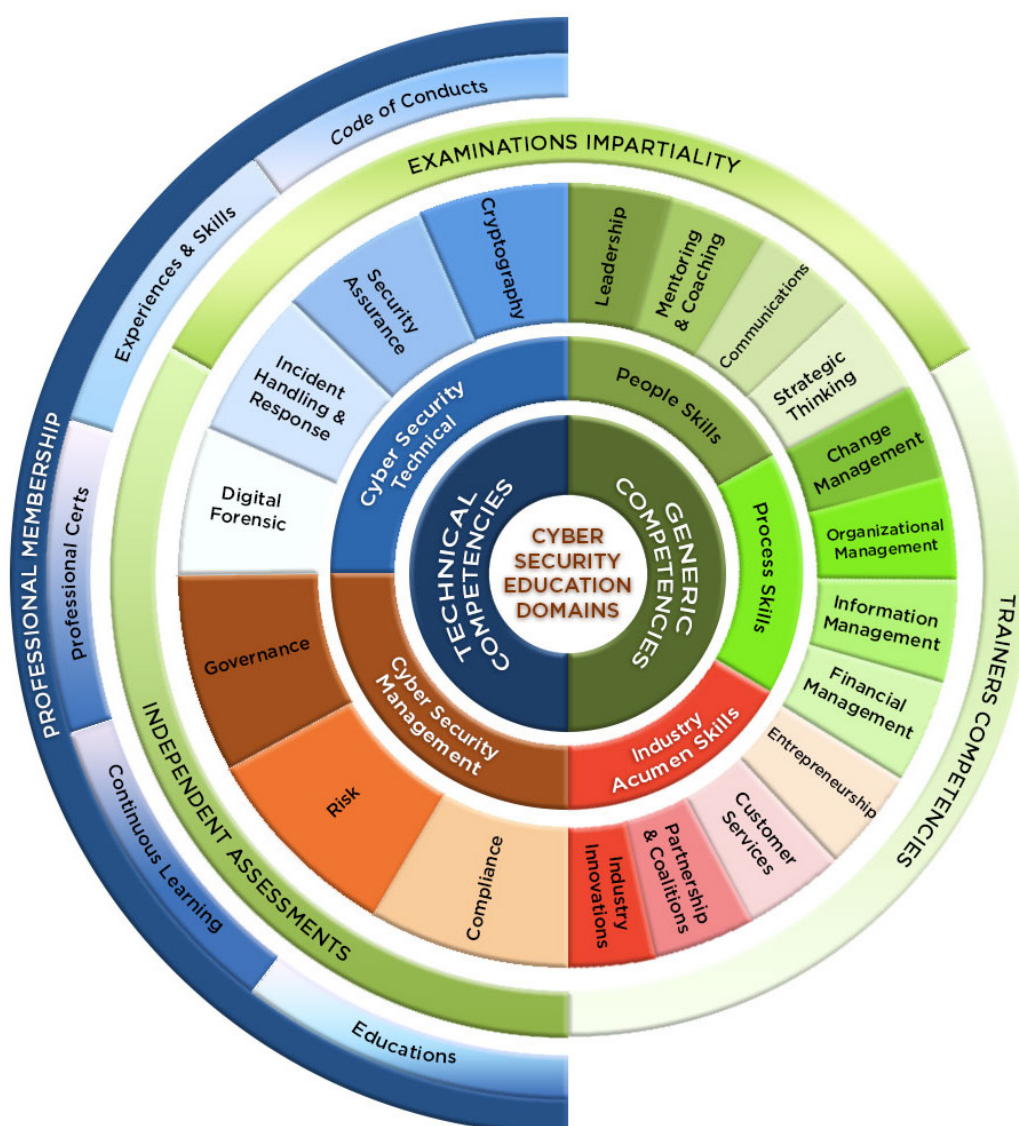 CYBER
SECURITY
EDUCATION
DOMAINS
TECHNICAL
COMPETENCIES
GENERIC
COMPETENCIES
Cyber Security
Technical
Cyber Security
Management
People Skills
Process Skills
Industry
Acumen Skills
Cryptography
Security
Assurance
Incident
Handling &
Response
Digital
Forensic
Governance
Risk
Compliance
Leadership
Mentoring
& Coaching
Communications
Strategic
Thinking
Change
Management
Organizational
Management
Information
Management
Financial
Management
Entrepreneurship
Customer
Services
Partnership
& Coalitions
Industry
Innovations
EXAMINATIONS IMPARTIALITY
TRAINERS COMPETENCIES
INDEPENDENT ASSESSMENTS
Code of Conducts
Experiences & Skills
Professional Certs
Continuous Learning
Educations
PROFESSIONAL MEMBERSHIP